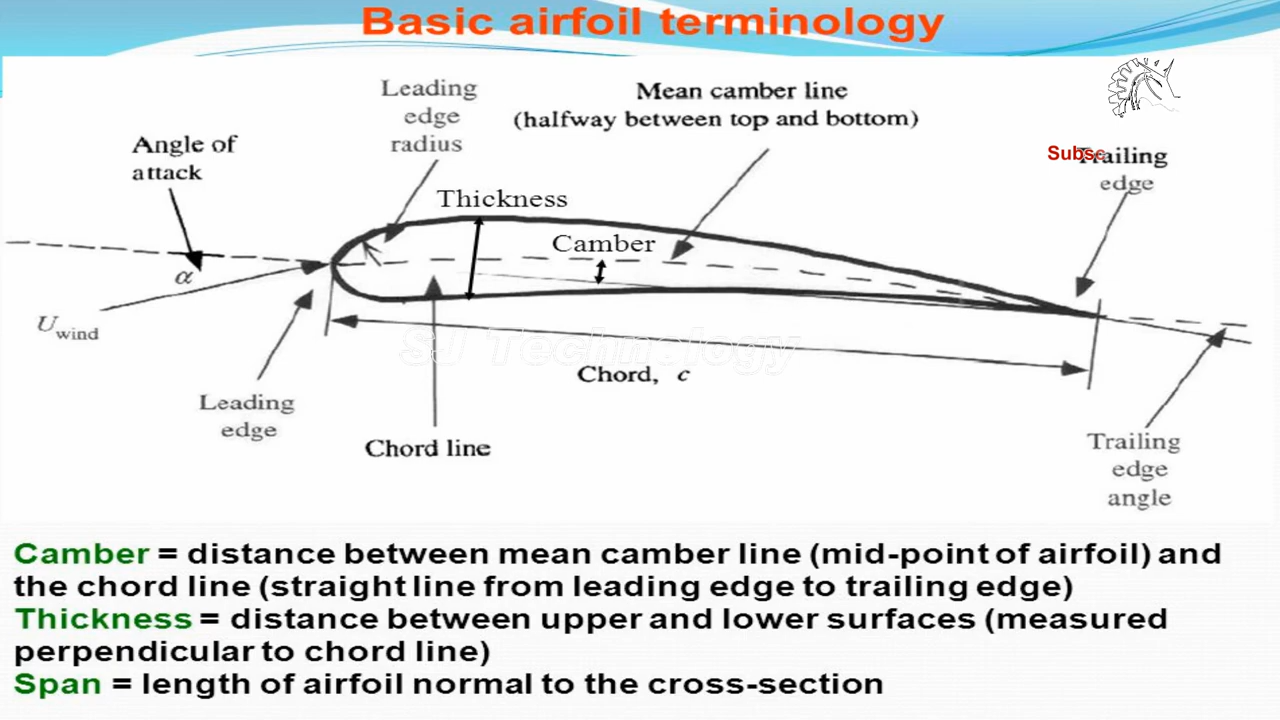 Basic airfoil terminology
Leading
edge
radius
Mean camber line
(halfway between top and bottom)
Angle of
attack
Subsc
Trailing
edge
Thickness
Camber
α
U wind
SJ Technology
Chord, c
Leading
edge
Chord line
Trailing
edge
angle
Camber = distance between mean camber line (mid-point of airfoil) and
the chord line (straight line from leading edge to trailing edge)
Thickness = distance between upper and lower surfaces (measured
perpendicular to chord line)
Span = length of airfoil normal to the cross-section